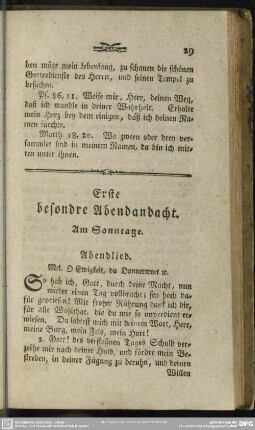 29
ben möge mein Lebenlang, zu schauen die schönen
Gottesdienste des Herrn, und seinen Tempel zu
besuchen.
Ps. 86, 11. Weise mir, Herr, deinen Weg,
daß ich wandle in deiner Wahrheit. Erhalte
mein Herz bey dem einigen, daß ich deinen Na-
men fürchte.
Matth. 18, 20. Wo zween oder drey ver-
sammlet sind in meinem Namen, da bin ich mit-
ten unter ihnen.
Erste
besondre Abendandacht.
Am Sonntage.
Abendlied.
Mel. O Ewigkeit, du Donnerwort ꝛc.
So hab ich, Gott, durch deine Macht, nun
wieder einen Tag vollbracht; sey hoch da-
für gepriesen! Mit froher Rührung dank ich dir,
für alle Wohlthat, die du mir so unverdient er-
wiesen. Du labtest mich mit deinem Wort, Herr,
meine Burg, mein Fels, mein Hort!
2. Gott! des verfloßnen Tages Schuld ver-
zeihe mir nach deiner Huld, und fördre mein Be-
streben, in deiner Fügung zu beruhn, und deinen
Willen